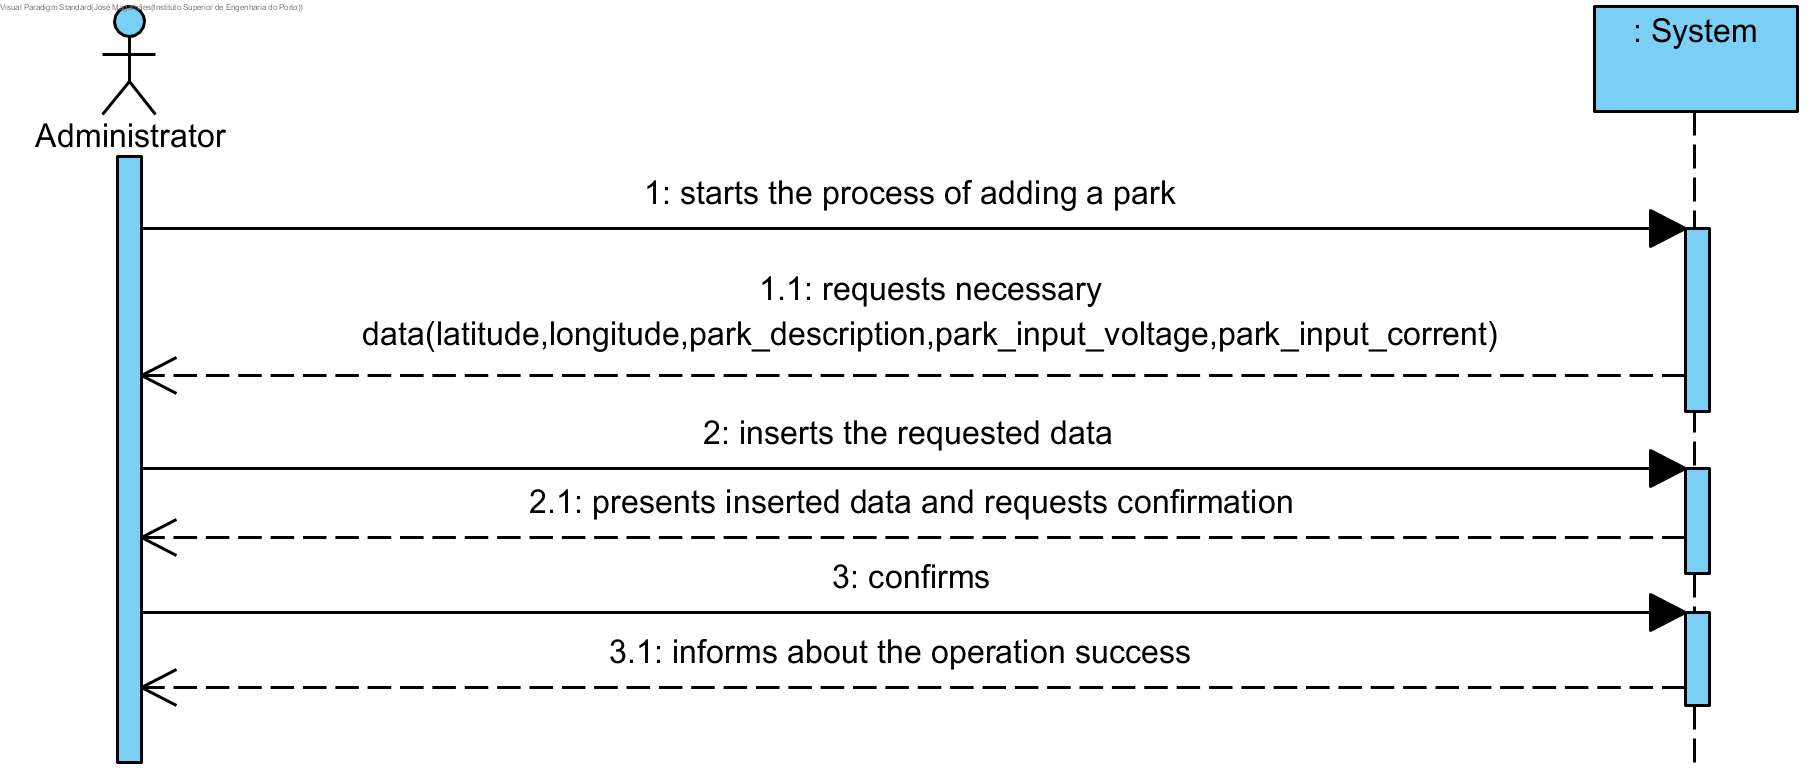 Visual Paradigm Standard(José Magalhães(Instituto Superior de Engenharia do Porto))
: System
Administrator
1: starts the process of adding a park
1.1: requests necessary
data(latitude,longitude,park_description,park_input_voltage,park_input_corrent)
2: inserts the requested data
2.1: presents inserted data and requests confirmation
3: confirms
3.1: informs about the operation success